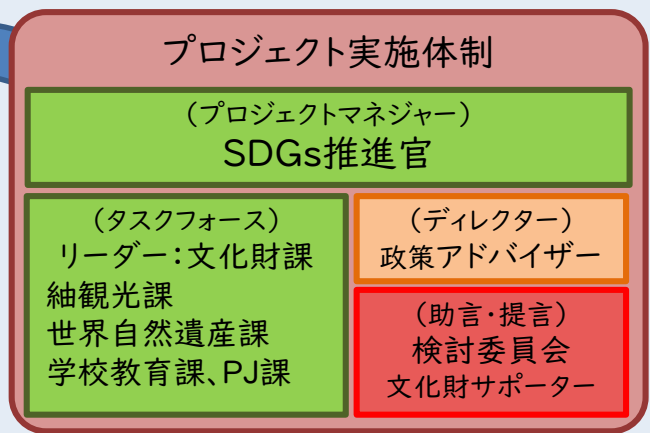 プロジェクト実施体制
(プロジェクトマネジャー)
SDGs推進官
(タスクフォース)
リーダー:文化財課
紬観光課
世界自然遺産課
学校教育課、PJ課
(ディレクター)
政策アドバイザー
(助言・提言)
検討委員会
文化財サポーター